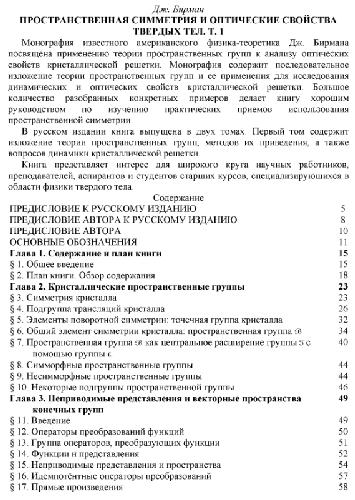 Дж. Бирман
ПРОСТРАНСТВЕННАЯ СИММЕТРИЯ И ОПТИЧЕСКИЕ СВОЙСТВА
ТВЕРДЫХ ТЕЛ. Т. 1
Монография известного американского физика-теоретика Дж. Бирмана
посвящена применению теории пространственных групп к анализу оптических
свойств кристаллической решетки. Монография содержит последовательное
изложение теории пространственных групп и ее применения для исследования
динамических и оптических свойств кристаллической решетки. Большое
количество разобранных конкретных примеров делает книгу хорошим
руководством по изучению практических приемов использования
пространственной симметрии
В русском издании книга выпущена в двух томах. Первый том содержит
изложение теории пространственных групп, методов их приведения, а также
вопросов динамики кристаллической решетки
Книга представляет интерес для широкого круга научных работников,
преподавателей, аспирантов и студентов старших курсов, специализирующихся в
области физики твердого тела.
Содержание
ПРЕДИСЛОВИЕ К РУССКОМУ ИЗДАНИЮ 5
ПРЕДИСЛОВИЕ АВТОРА К РУССКОМУ ИЗДАНИЮ 8
ПРЕДИСЛОВИЕ АВТОРА 10
ОСНОВНЫЕ ОБОЗНАЧЕНИЯ 11
Глава 1. Содержание и план книги 15
§ 1. Общее введение 15
§ 2. План книги. Обзор содержания 18
Глава 2. Кристаллические пространственные группы 23
§ 3. Симметрия кристалла 23
§ 4. Подгруппа трансляций кристалла 26
§ 5. Элементы поворотной симметрии: точечная группа кристалла 32
§ 6. Общий элемент симметрии кристалла: пространственная группа 34
§ 7. Пространственная группа как центральное расширение группы с 40
помощью группы
§ 8. Симморфные пространственные группы 44
§ 9. Несимморфные пространственные группы 44
§ 10. Некоторые подгруппы пространственной группы 46
Глава 3. Неприводимые представления и векторные пространства 49
конечных групп
§ 11. Введение 49
§ 12. Операторы преобразований функций 50
§ 13. Группа операторов, преобразующих функции 51
§ 14. Функции и представления 52
§ 15. Неприводимые представления и пространства 54
§ 16. Идемпотентные операторы преобразований 57
§ 17. Прямые произведения 58